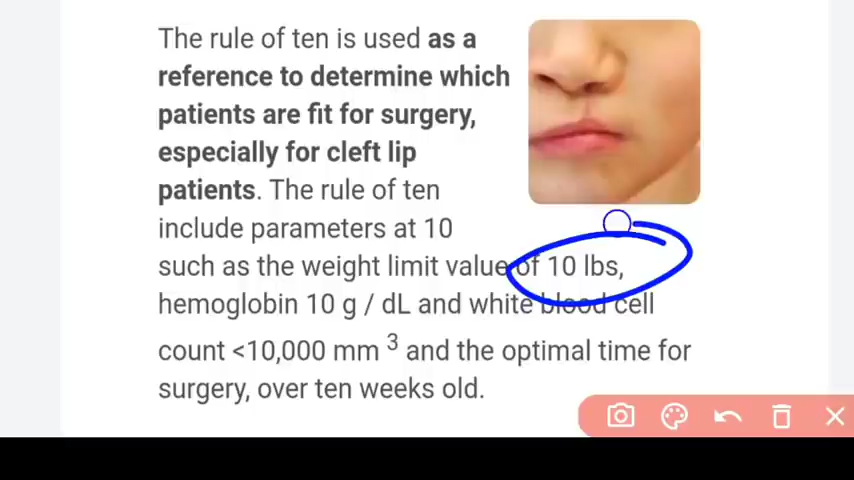 The rule of ten is used as a
reference to determine which
patients are fit for surgery,
especially for cleft lip
patients. The rule of ten
include parameters at 10
such as the weight limit value of 10 lbs,
hemoglobin 10 g / dL and white blood cell
count <10,000 mm 3 and the optimal time for
surgery, over ten weeks old.